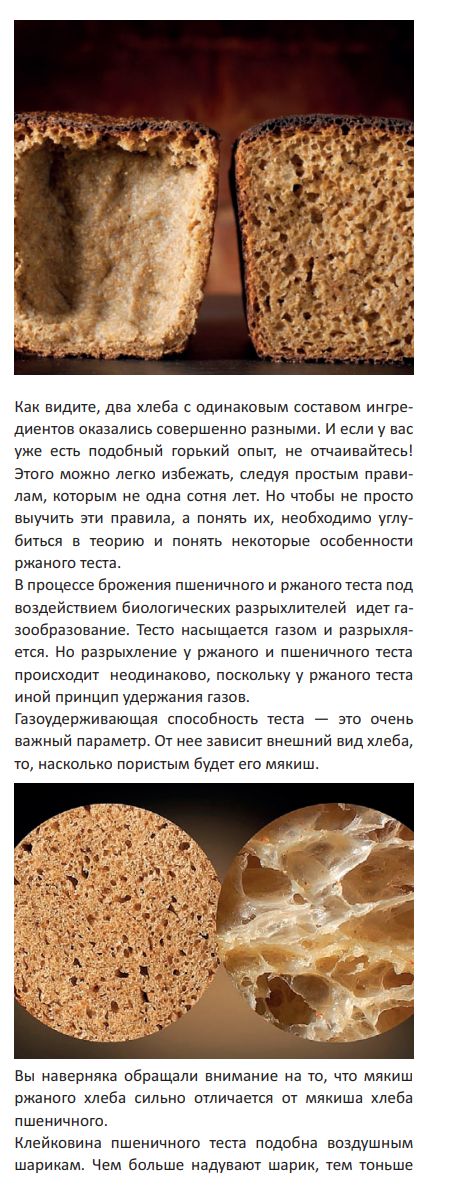 Как видите, два хлеба с одинаковым составом ингре-
диентов оказались совершенно разными. И если у вас
уже есть подобный горький опыт, не отчаивайтесь!
Этого можно легко избежать, следуя простым прави-
лам, которым не одна сотня лет. Но чтобы не просто
выучить эти правила, а понять их, необходимо углу-
биться в теорию и понять некоторые особенности
ржаного теста.
В процессе брожения пшеничного и ржаного теста под
воздействием биологических разрыхлителей идет га-
зообразование. Тесто насыщается газом и разрыхля-
ется. Но разрыхление у ржаного и пшеничного теста
происходит неодинаково, поскольку у ржаного теста
иной принцип удержания газов.
Газоудерживающая способность теста — это очень
важный параметр. От нее зависит внешний вид хлеба,
то, насколько пористым будет его мякиш.
Вы наверняка обращали внимание на то, что мякиш
ржаного хлеба сильно отличается от мякиша хлеба
пшеничного.
Клейковина пшеничного теста подобна воздушным
шарикам. Чем больше надувают шарик, тем тоньше